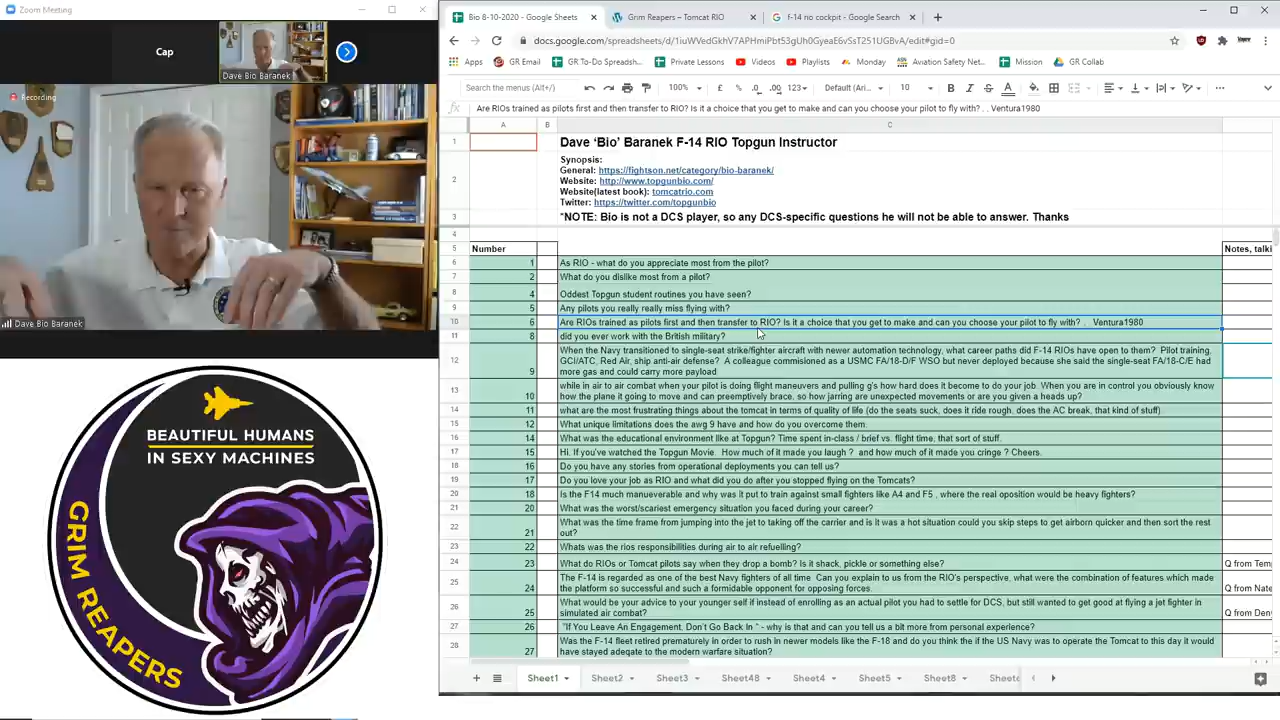 Zoom Meeting
Cap
Dave Bio Baranek
Recording
Dave Bio Baranek
BEAUTIFUL HUMANS
IN SEXY MACHINES
GRIM REAPERS
Bio 8-10-2020 - Google Sheets
Grim Reapers – Tomcat RIO
f-14 rio cockpit - Google Search
docs.google.com/spreadsheets/d/1iuWVedGkhV7APHmiPbt53gUh0GyeaE6vSsT251UGBvA/edit#gid=0
Apps
GR Email
GR To-Do Spreads...
Private Lessons
Videos
Playlists
Monday
Aviation Safety Net...
Mission
GR Collab
Search the menus (Alt+/)
100%
£
%
.0
.00
123
Default (Ari...
10
B
I
S
A
fx
Are RIOs trained as pilots first and then transfer to RIO? Is it a choice that you get to make and can you choose your pilot to fly with? . . Ventura1980
A
B
C
1
Dave ‘Bio’ Baranek F-14 RIO Topgun Instructor
2
Synopsis:
General: https://fightson.net/category/bio-baranek/
Website: http://www.topgunbio.com/
Website(latest book): tomcatrio.com
Twitter: https://twitter.com/topgunbio
3
*NOTE: Bio is not a DCS player, so any DCS-specific questions he will not be able to answer. Thanks
4
5
Number
Notes, talki
6
1
As RIO - what do you appreciate most from the pilot?
7
2
What do you dislike most from a pilot?
8
4
Oddest Topgun student routines you have seen?
9
5
Any pilots you really really miss flying with?
10
6
Are RIOs trained as pilots first and then transfer to RIO? Is it a choice that you get to make and can you choose your pilot to fly with? . . Ventura1980
11
8
did you ever work with the British military?
12
9
When the Navy transitioned to single-seat strike/fighter aircraft with newer automation technology, what career paths did F-14 RIOs have open to them? Pilot training,
GCI/ATC, Red Air, ship anti-air defense? A colleague commisioned as a USMC FA/18-D/F WSO but never deployed because she said the single-seat FA/18-C/E had
more gas and could carry more payload
13
10
while in air to air combat when your pilot is doing flight maneuvers and pulling g's how hard does it become to do your job. When you are in control you obviously know
how the plane it going to move and can preemptively brace, so how jarring are unexpected movements or are you given a heads up?
14
11
what are the most frustrating things about the tomcat in terms of quality of life (do the seats suck, does it ride rough, does the AC break, that kind of stuff).
15
12
What unique limitations does the awg 9 have and how do you overcome them.
16
14
What was the educational environment like at Topgun? Time spent in-class / brief vs. flight time, that sort of stuff.
17
15
Hi. If you've watched the Topgun Movie. How much of it made you laugh ? and how much of it made you cringe ? Cheers.
18
16
Do you have any stories from operational deployments you can tell us?
19
17
Do you love your job as RIO and what did you do after you stopped flying on the Tomcats?
20
18
Is the F14 much manueverable and why was it put to train against small fighters like A4 and F5 , where the real oposition would be heavy fighters?
21
20
What was the worst/scariest emergency situation you faced during your career?
22
21
What was the time frame from jumping into the jet to taking off the carrier and is it was a hot situation could you skip steps to get airborn quicker and then sort the rest
out?
23
22
Whats was the rios responsibilities during air to air refuelling?
24
23
What do RIOs or Tomcat pilots say when they drop a bomb? Is it shack, pickle or something else?
Q from Tem
25
24
The F-14 is regarded as one of the best Navy fighters of all time Can you explain to us from the RIO's perspective, what were the combination of features which made
the platform so successful and such a formidable opponent for opposing forces.
Q from Nate
26
25
What would be your advice to your younger self if instead of enrolling as an actual pilot you had to settle for DCS, but still wanted to get good at flying a jet fighter in
simulated air combat?
Q from Den
27
26
"If You Leave An Engagement, Don't Go Back In " - why is that and can you tell us a bit more from personal experience?
28
27
Was the F-14 fleet retired prematurely in order to rush in newer models like the F-18 and do you think the if the US Navy was to operate the Tomcat to this day it would
have stayed adeqate to the modern warfare situation?
Sheet1
Sheet2
Sheet3
Sheet48
Sheet4
Sheet5
Sheet8
Sheet